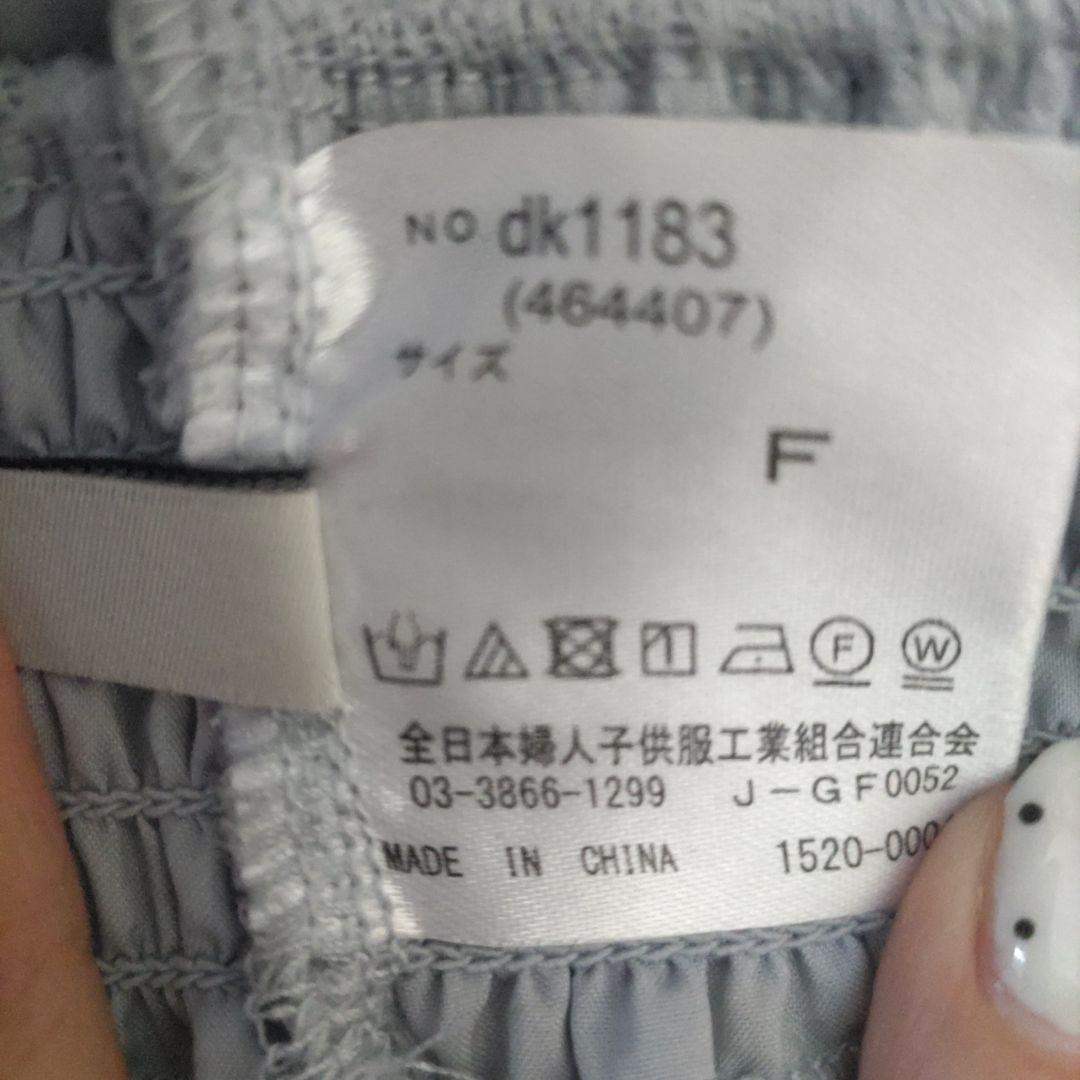 NO dk1183
(464407)
サイズ
F
F W
全日本婦人子供服工業組合連合会
03-3866-1299 J-GF0052
MADE IN CHINA